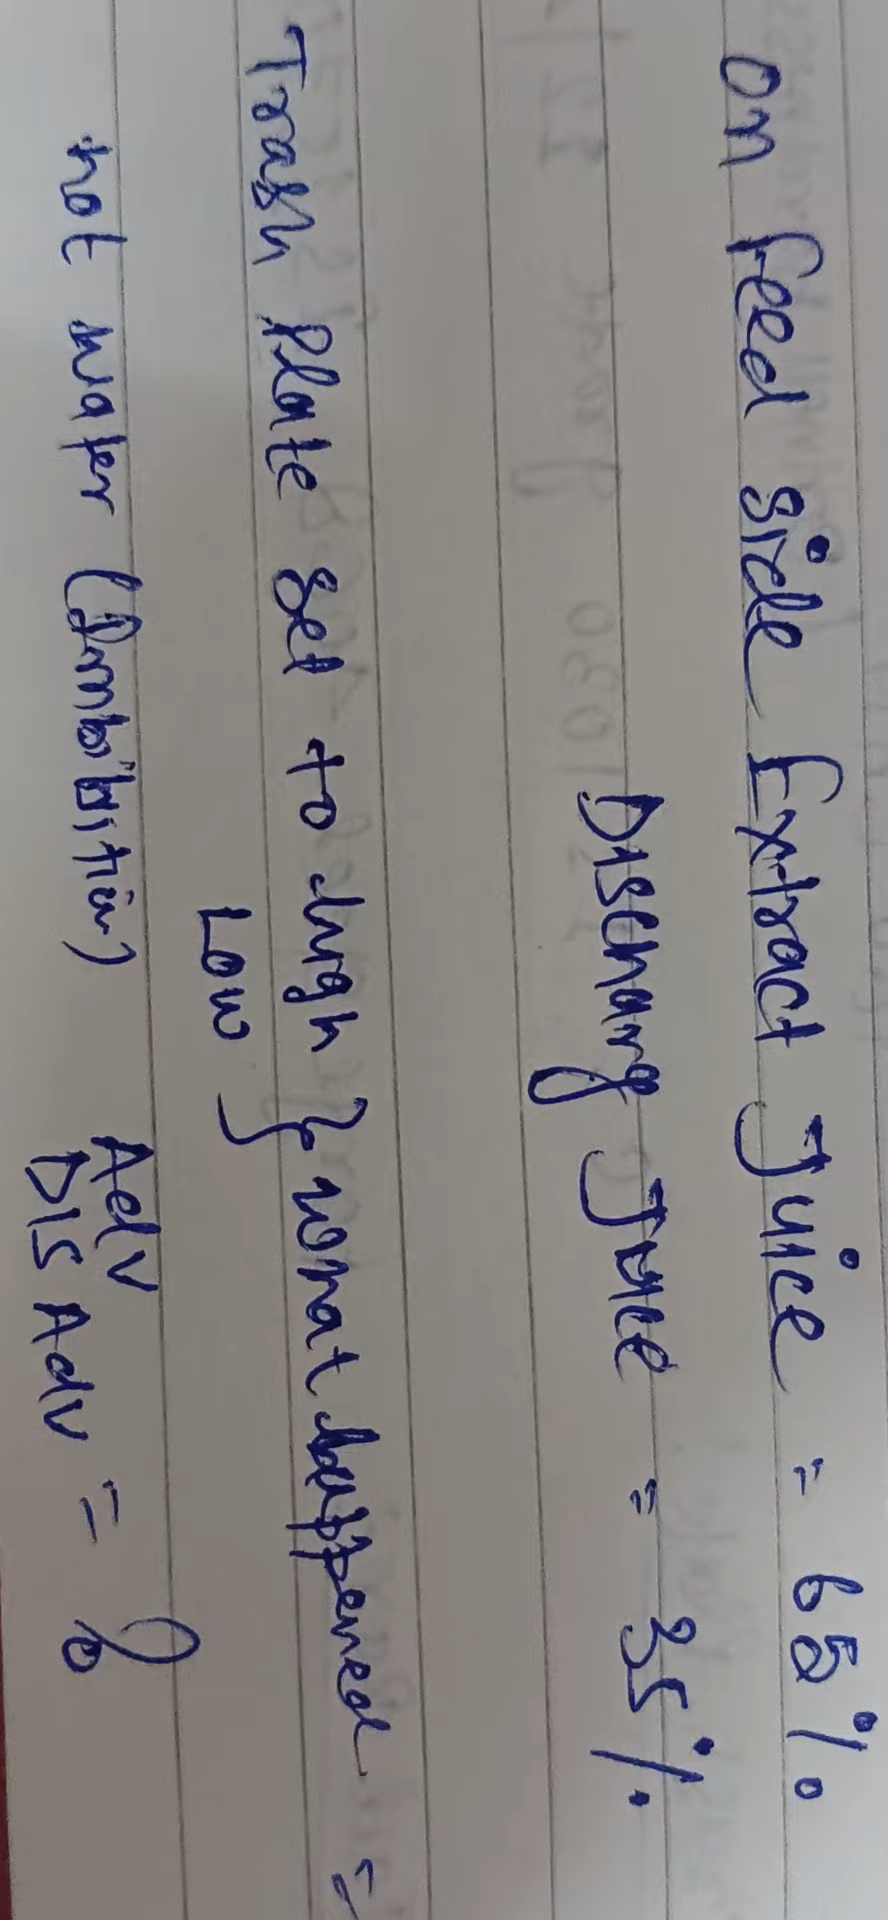 on feed side Extract Juice = 65%.
Discharg Juice = 35%.
Trash Plate set to high } what happened =
Low
hot water (Imbibition) Adv
DIS Adv = ?